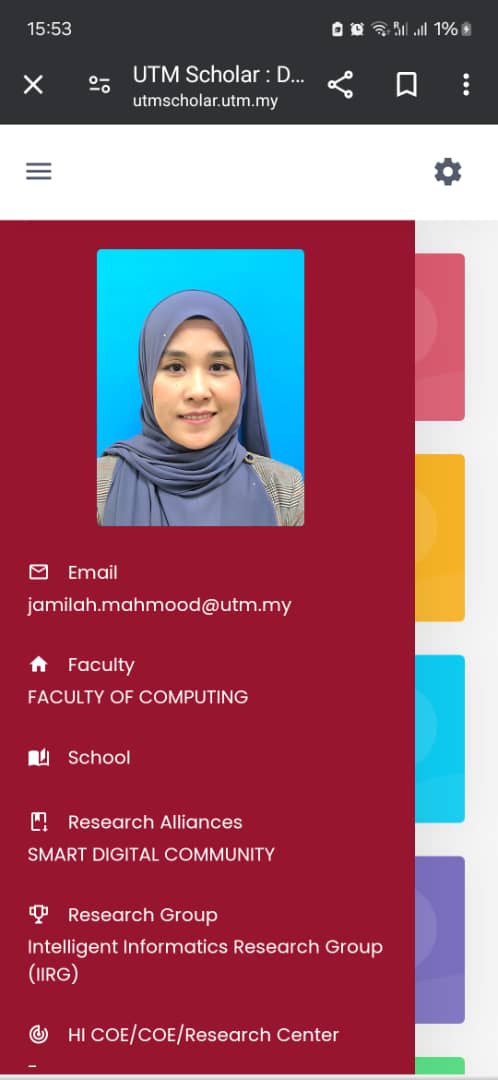 15:53
1%
UTM Scholar : D...
utmscholar.utm.my
Email
jamilah.mahmood@utm.my
Faculty
FACULTY OF COMPUTING
School
Research Alliances
SMART DIGITAL COMMUNITY
Research Group
Intelligent Informatics Research Group
(IIRG)
HI COE/COE/Research Center
-